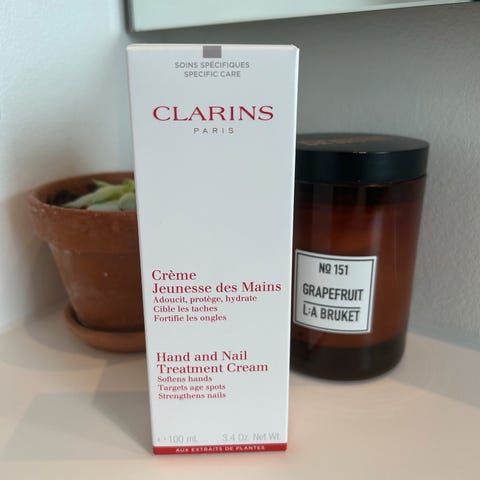 SOINS SPÉCIFIQUES
SPECIFIC CARE
CLARINS
PARIS
Crème
Jeunesse des Mains
Adoucit, protège, hydrate
Cible les taches
Fortifie les ongles
Hand and Nail
Treatment Cream
Softens hands
Targets age spots
Strengthens nails
℮ 100 mL 3.4 Oz. Net Wt.
AUX EXTRAITS DE PLANTES
Nº 151
GRAPEFRUIT
L:A BRUKET